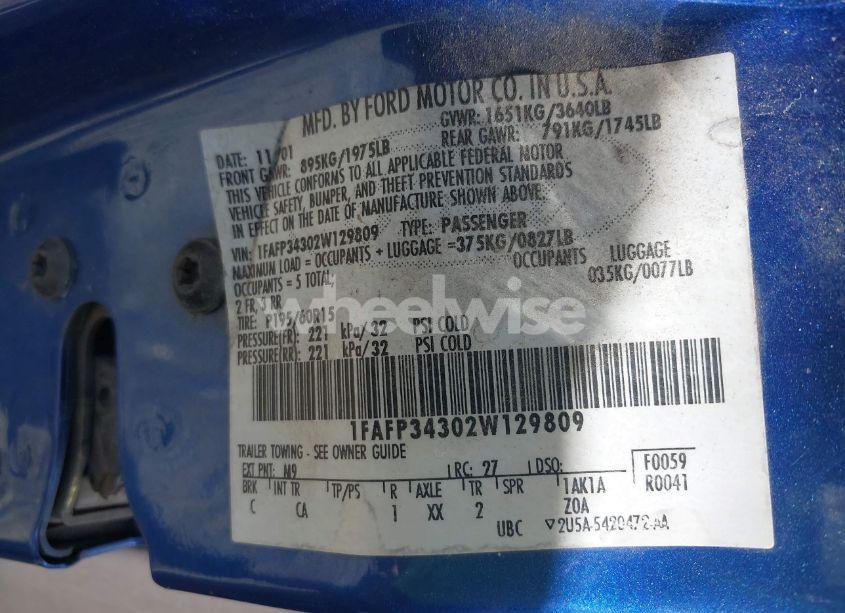 MFD. BY FORD MOTOR CO. IN U.S.A.
DATE: 11/01 GVWR: 1651KG/3640LB
FRONT GAWR: 895KG/1975LB REAR GAWR: 791KG/1745LB
THIS VEHICLE CONFORMS TO ALL APPLICABLE FEDERAL MOTOR
VEHICLE SAFETY, BUMPER, AND THEFT PREVENTION STANDARDS
IN EFFECT ON THE DATE OF MANUFACTURE SHOWN ABOVE.
VIN: 1FAFP34302W129809 TYPE: PASSENGER
MAXIMUM LOAD = OCCUPANTS + LUGGAGE = 375KG/0827LB
OCCUPANTS = 5 TOTAL, OCCUPANTS LUGGAGE
2 FR, RR 035KG/0077LB
TIRE: P195/60R15
PRESSURE(FR): 221 kPa/32 PSI COLD
PRESSURE(RR): 221 kPa/32 PSI COLD
wheelwise
1FAFP34302W129809
TRAILER TOWING - SEE OWNER GUIDE
EXT PNT: M9 RC: 27 DSO: F0059
BRK INT TR TP/PS R AXLE TR SPR 1AK1A R0041
C CA 1 XX 2 Z0A
UBC 2U5A-5420472-AA